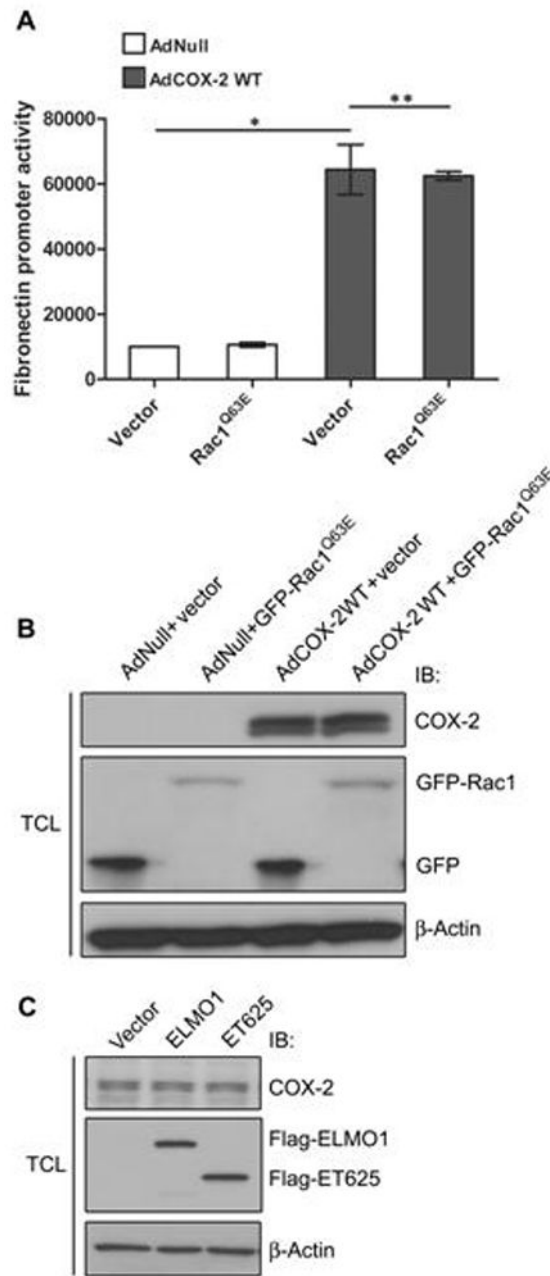 A
AdNull
AdCOX-2 WT
Fibronectin promoter activity
80000
60000
40000
20000
0
*
**
Vector
Rac1Q63E
Vector
Rac1Q63E
B
AdNull+vector
AdNull+GFP-Rac1Q63E
AdCOX-2WT+vector
AdCOX-2 WT+GFP-Rac1Q63E
IB:
COX-2
GFP-Rac1
TCL
GFP
β-Actin
C
Vector
ELMO1
ET625
IB:
COX-2
Flag-ELMO1
TCL
Flag-ET625
β-Actin